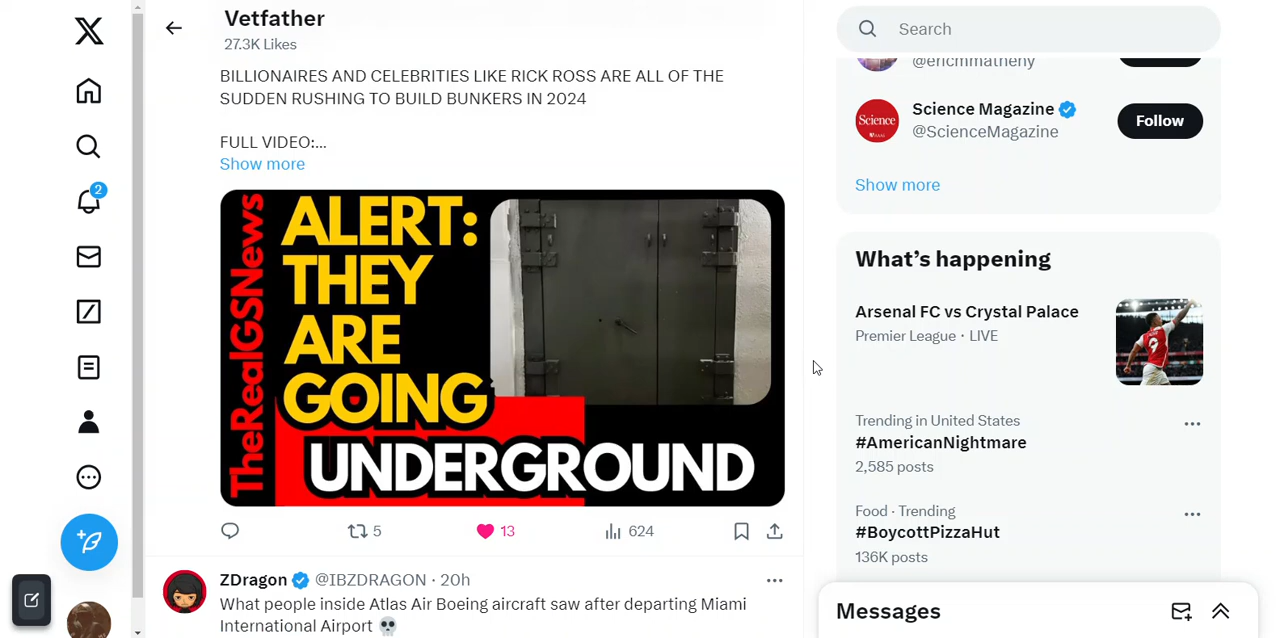 Vetfather
27.3K Likes
BILLIONAIRES AND CELEBRITIES LIKE RICK ROSS ARE ALL OF THE
SUDDEN RUSHING TO BUILD BUNKERS IN 2024
FULL VIDEO:...
Show more
TheRealGSNews
ALERT:
THEY
ARE
GOING
UNDERGROUND
5
13
624
ZDragon @IBZDRAGON · 20h
What people inside Atlas Air Boeing aircraft saw after departing Miami
International Airport 💀
2
Search
@ericmmatheny
Science
Science Magazine
@ScienceMagazine
Follow
Show more
What's happening
Arsenal FC vs Crystal Palace
Premier League · LIVE
9
Trending in United States
#AmericanNightmare
2,585 posts
Food · Trending
#BoycottPizzaHut
136K posts
Messages